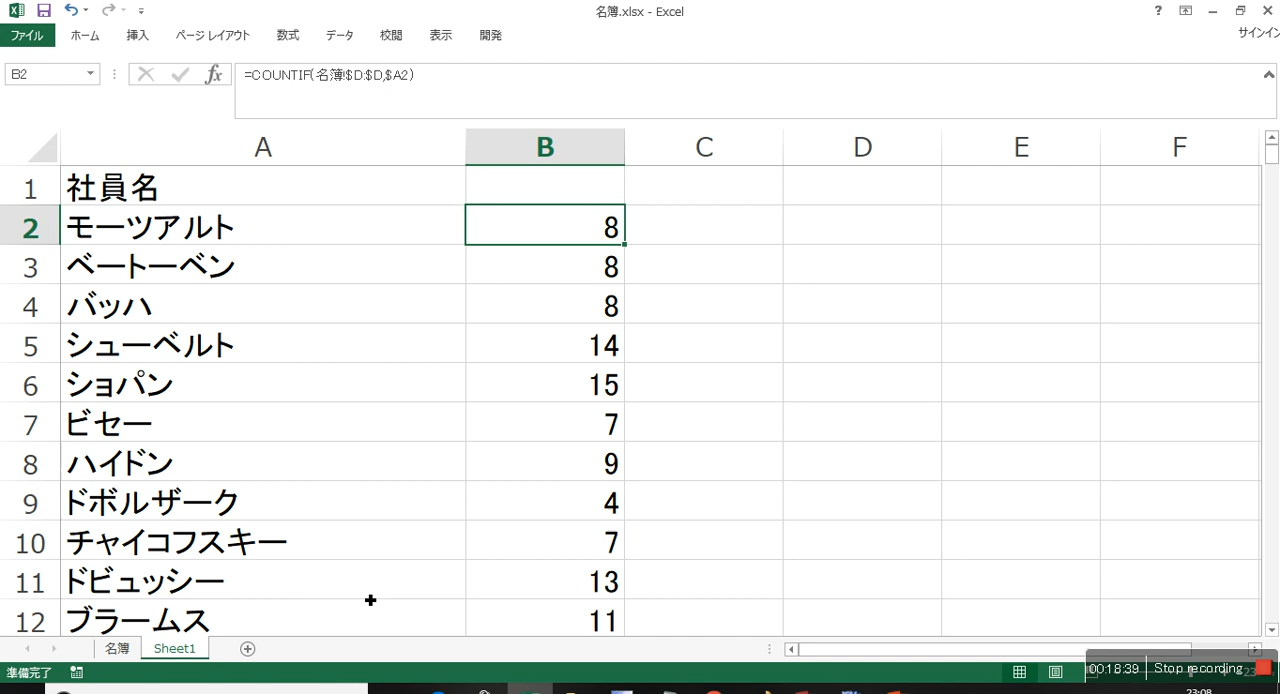 名簿.xlsx - Excel
?
サインイン
ファイル ホーム 挿入 ページ レイアウト 数式 データ 校閲 表示 開発
B2 fx =COUNTIF(名簿!$D:$D,$A2)
A B C D E F
1 社員名
2 モーツアルト 8
3 ベートーベン 8
4 バッハ 8
5 シューベルト 14
6 ショパン 15
7 ビセー 7
8 ハイドン 9
9 ドボルザーク 4
10 チャイコフスキー 7
11 ドビュッシー 13
12 ブラームス 11
名簿 Sheet1
準備完了
00:18:39 Stop recording
23:08